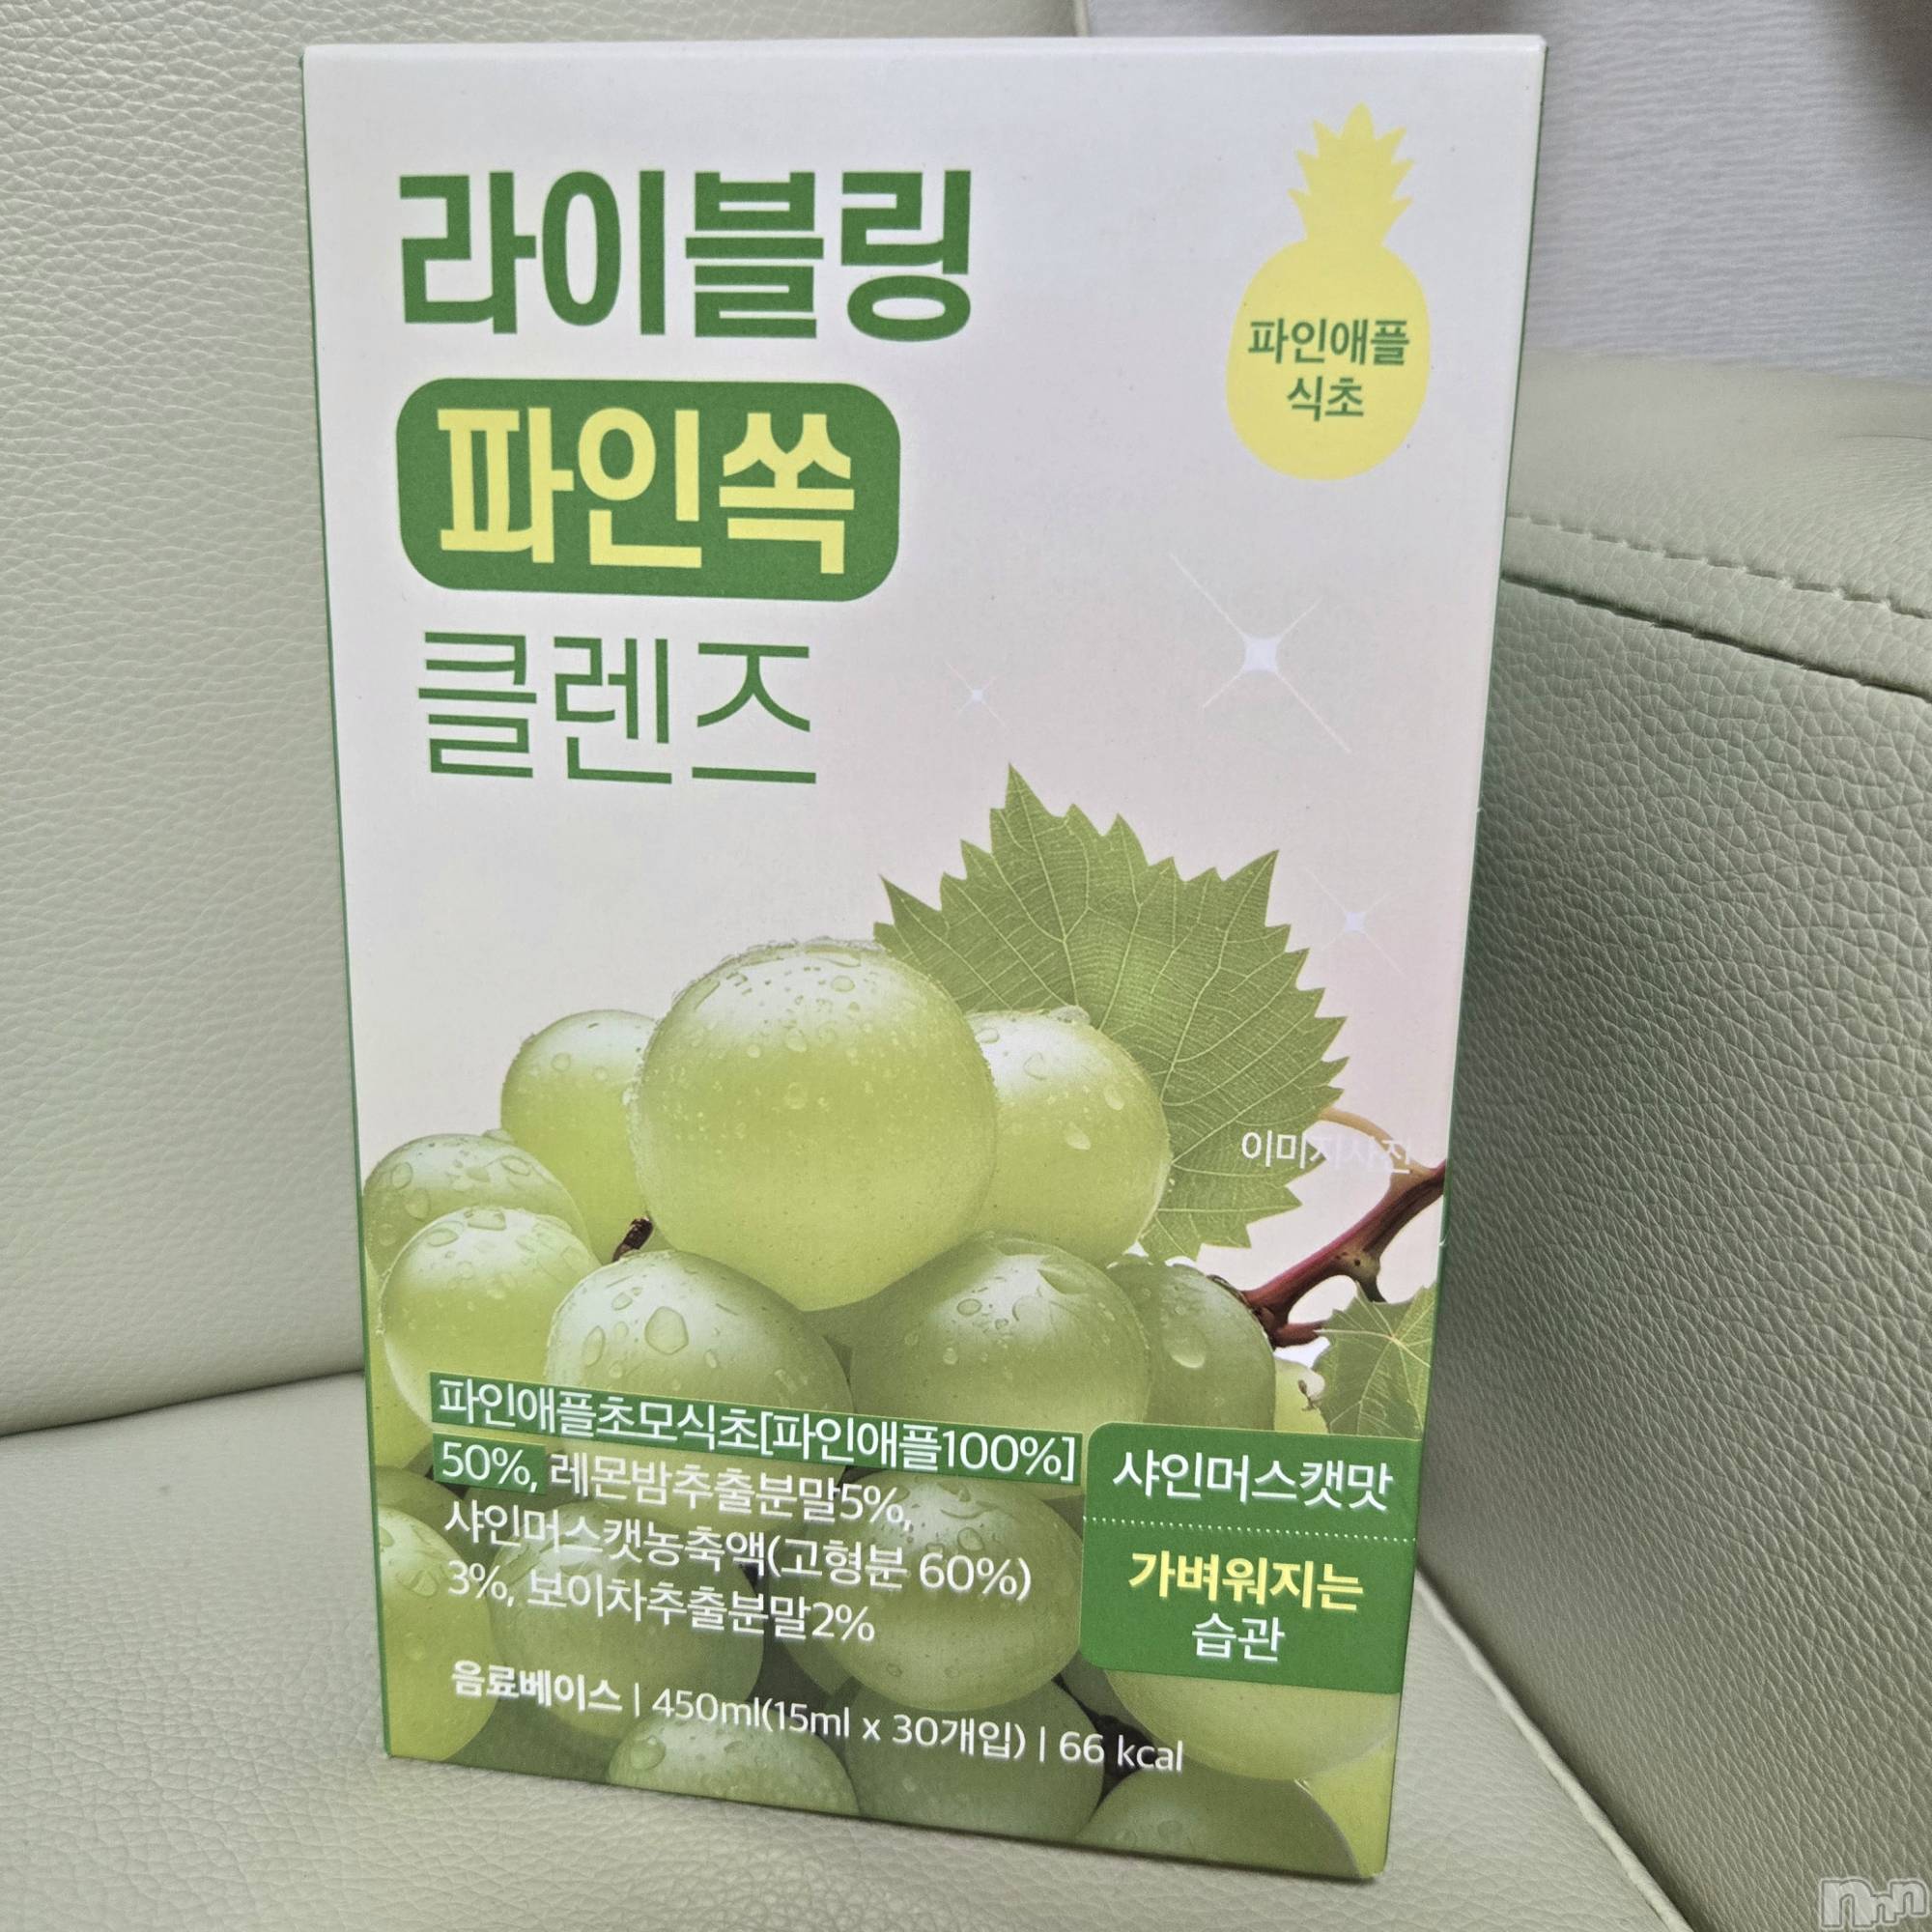 라이블링
파인쏙
클렌즈
파인애플
식초
이미지사진
파인애플초모식초[파인애플100%]
50%, 레몬밤추출분말5%,
샤인머스캣농축액(고형분 60%)
3%, 보이차추출분말2%
샤인머스캣맛
가벼워지는
습관
음료베이스 | 450ml(15ml x 30개입) | 66 kcal
nnn